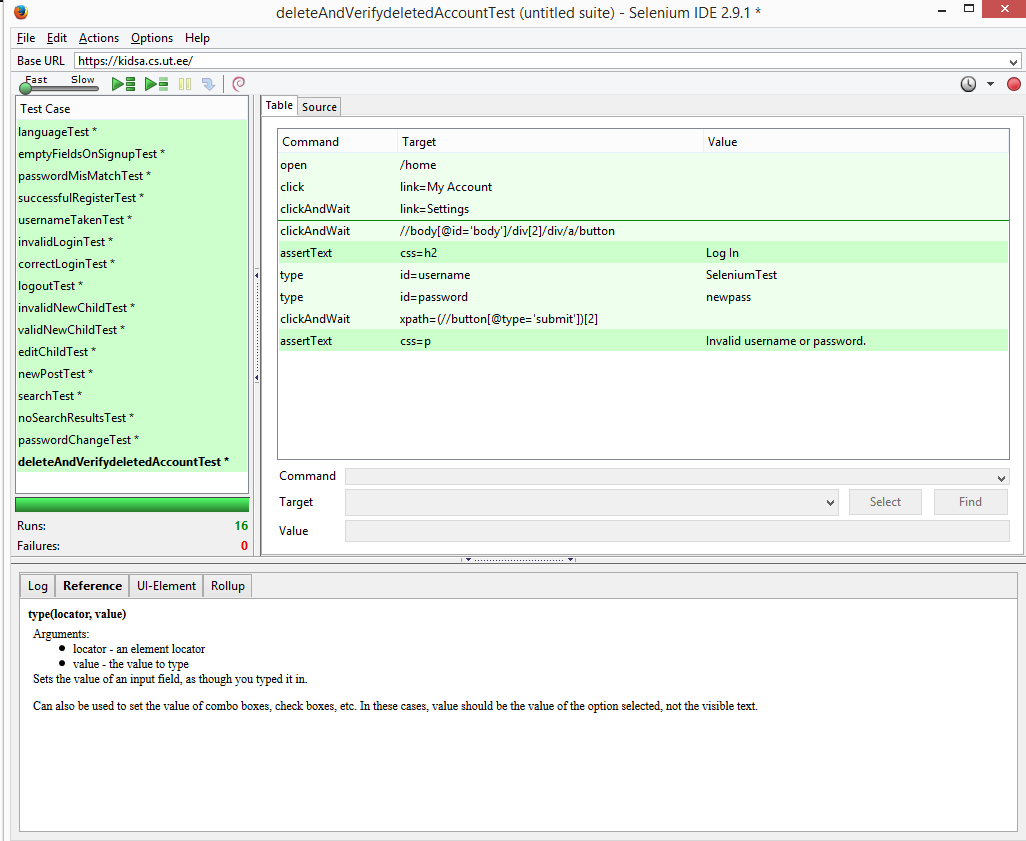 deleteAndVerifydeletedAccountTest (untitled suite) - Selenium IDE 2.9.1 *
File Edit Actions Options Help
Base URL https://kidsa.cs.ut.ee/
Fast Slow
Test Case
languageTest *
emptyFieldsOnSignupTest *
passwordMisMatchTest *
successfulRegisterTest *
usernameTakenTest *
invalidLoginTest *
correctLoginTest *
logoutTest *
invalidNewChildTest *
validNewChildTest *
editChildTest *
newPostTest *
searchTest *
noSearchResultsTest *
passwordChangeTest *
deleteAndVerifydeletedAccountTest *
Runs: 16
Failures: 0
Table Source
Command Target Value
open /home
click link=My Account
clickAndWait link=Settings
clickAndWait //body[@id='body']/div[2]/div/a/button
assertText css=h2 Log In
type id=username SeleniumTest
type id=password newpass
clickAndWait xpath=(//button[@type='submit'])[2]
assertText css=p Invalid username or password.
Command
Target Select Find
Value
Log Reference UI-Element Rollup
type(locator, value)
Arguments:
● locator - an element locator
● value - the value to type
Sets the value of an input field, as though you typed it in.
Can also be used to set the value of combo boxes, check boxes, etc. In these cases, value should be the value of the option selected, not the visible text.